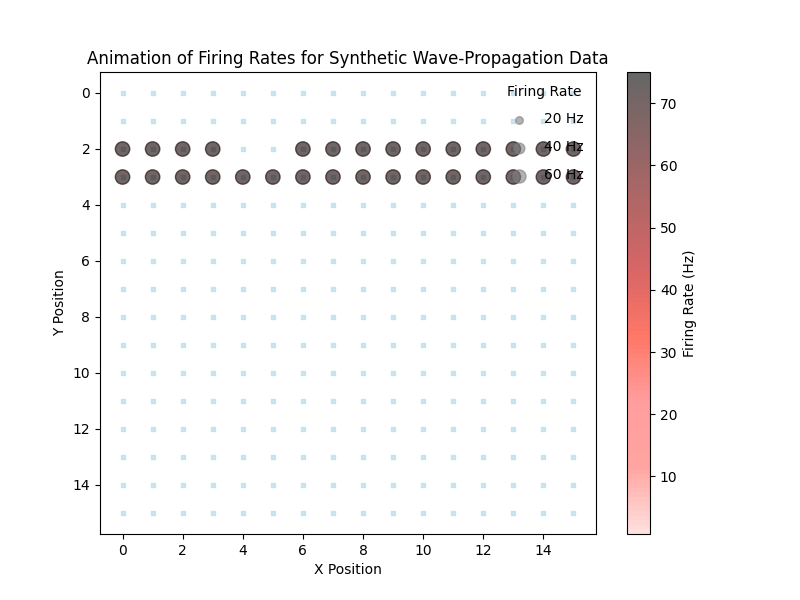 Animation of Firing Rates for Synthetic Wave-Propagation Data
Firing Rate
20 Hz
40 Hz
60 Hz
0
2
4
6
8
10
12
14
Y Position
0 2 4 6 8 10 12 14
X Position
70
60
50
40
30
20
10
Firing Rate (Hz)